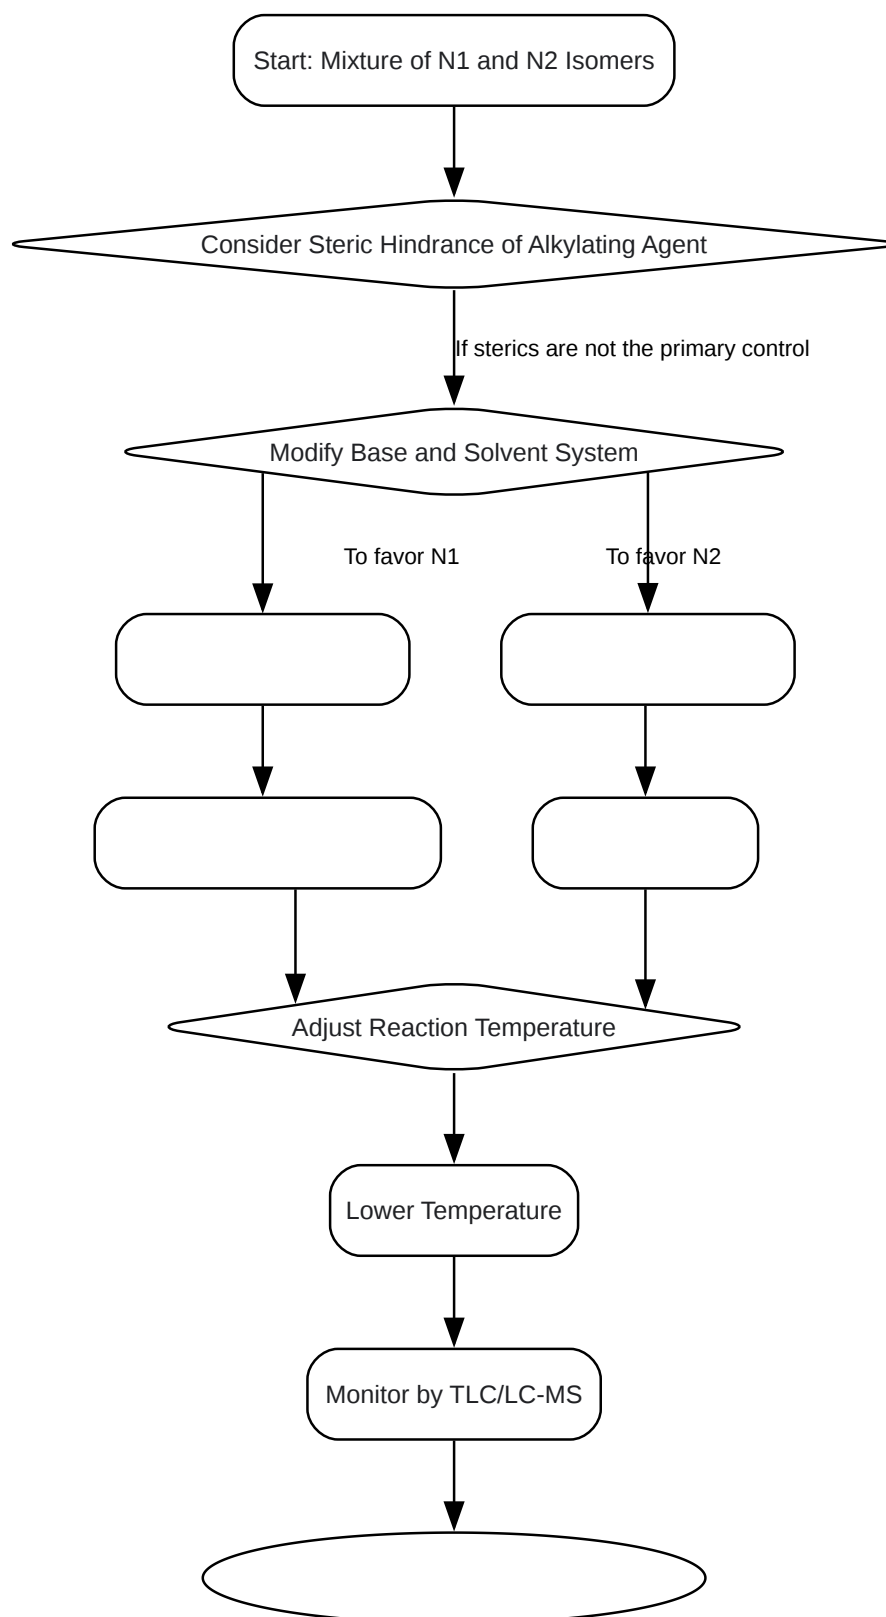 Start: Mixture of N1 and N2 Isomers
Consider Steric Hindrance of Alkylating Agent
If sterics are not the primary control
Modify Base and Solvent System
To favor N1
To favor N2
Adjust Reaction Temperature
Lower Temperature
Monitor by TLC/LC-MS